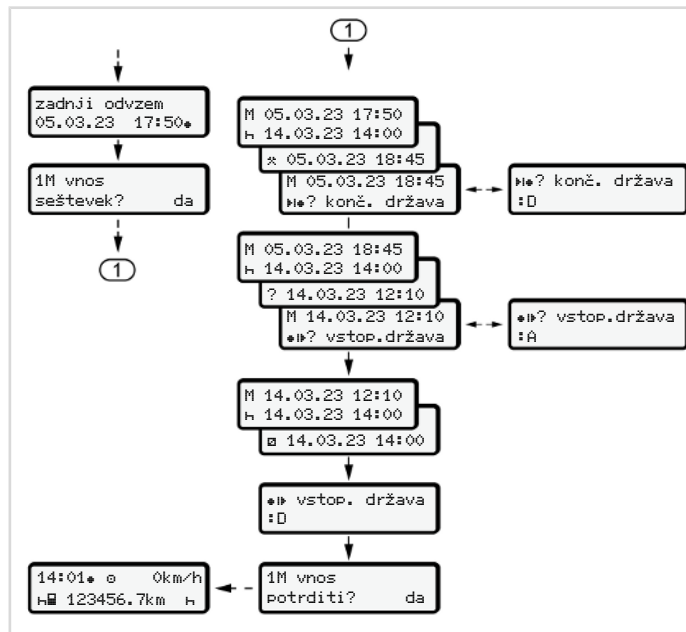 zadnji odvzem
05.03.23 17:50
1M vnos
seštevek? da
1
1
M 05.03.23 17:50
h 14.03.23 14:00
05.03.23 18:45
M 05.03.23 18:45
? konč. država
? konč. država
:D
M 05.03.23 18:45
h 14.03.23 14:00
? 14.03.23 12:10
M 14.03.23 12:10
? vstop.država
? vstop.država
:A
M 14.03.23 12:10
h 14.03.23 14:00
14.03.23 14:00
vstop. država
:D
1M vnos
potrditi? da
14:01 0km/h
123456.7km h